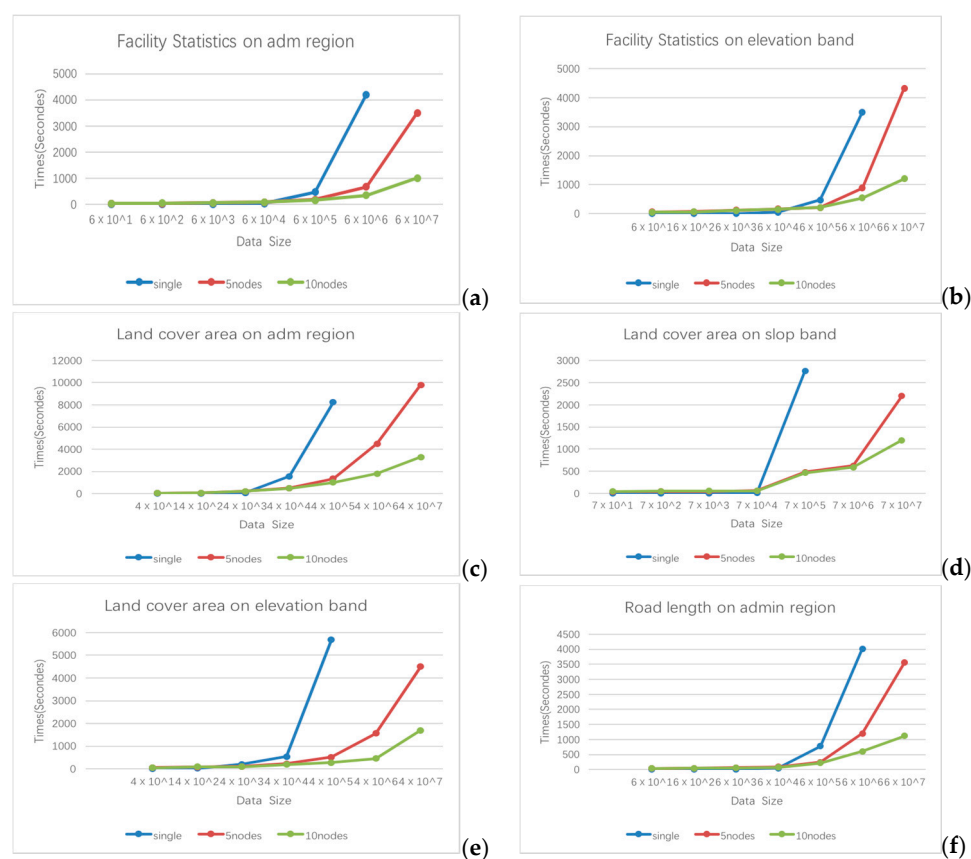 Facility Statistics on adm region
5000
4000
3000
2000
1000
0
Times(Secondes)
6 x 10^1 6 x 10^2 6 x 10^3 6 x 10^4 6 x 10^5 6 x 10^6 6 x 10^7
Data Size
single 5nodes 10nodes
(a)
Facility Statistics on elevation band
5000
4000
3000
2000
1000
0
Times(Secondes)
6 x 10^16 x 10^26 x 10^36 x 10^46 x 10^56 x 10^66 x 10^7
Data Size
single 5nodes 10nodes
(b)
Land cover area on adm region
12000
10000
8000
6000
4000
2000
0
Times(Secondes)
4 x 10^14 x 10^24 x 10^34 x 10^44 x 10^54 x 10^64 x 10^7
Data Size
single 5nodes 10nodes
(c)
Land cover area on slop band
3000
2500
2000
1500
1000
500
0
Times(Secondes)
7 x 10^1 7 x 10^2 7 x 10^3 7 x 10^4 7 x 10^5 7 x 10^6 7 x 10^7
Data Size
single 5nodes 10nodes
(d)
Land cover area on elevation band
6000
5000
4000
3000
2000
1000
0
Times(Secondes)
4 x 10^14 x 10^24 x 10^34 x 10^44 x 10^54 x 10^64 x 10^7
Data Size
single 5nodes 10nodes
(e)
Road length on admin region
4500
4000
3500
3000
2500
2000
1500
1000
500
0
Times(Secondes)
6 x 10^16 x 10^26 x 10^36 x 10^46 x 10^56 x 10^66 x 10^7
Data Size
single 5nodes 10nodes
(f)